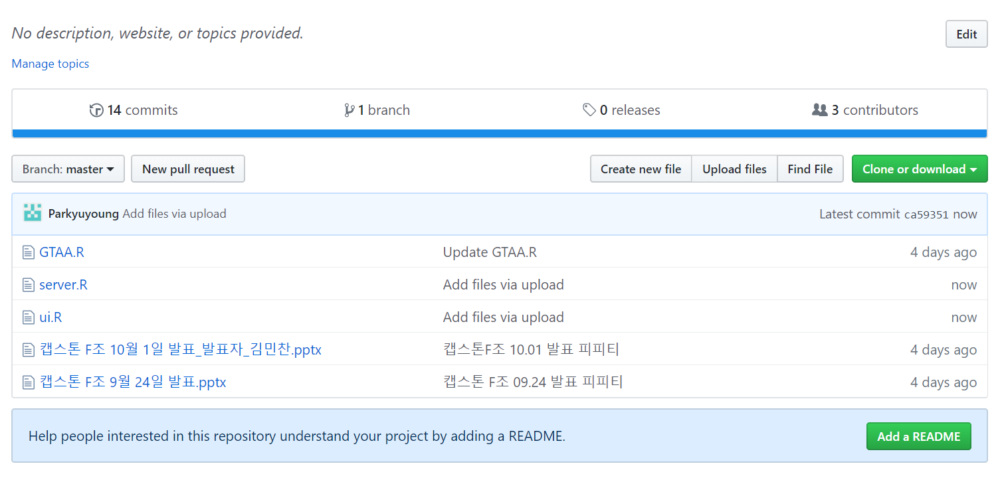 No description, website, or topics provided.
Edit
Manage topics
14 commits
1 branch
0 releases
3 contributors
Branch: master
New pull request
Create new file
Upload files
Find File
Clone or download
Parkyuyoung Add files via upload
Latest commit ca59351 now
GTAA.R Update GTAA.R 4 days ago
server.R Add files via upload now
ui.R Add files via upload now
캡스톤 F조 10월 1일 발표_발표자_김민찬.pptx 캡스톤F조 10.01 발표 피피티 4 days ago
캡스톤 F조 9월 24일 발표.pptx 캡스톤 F조 09.24 발표 피피티 4 days ago
Help people interested in this repository understand your project by adding a README.
Add a README